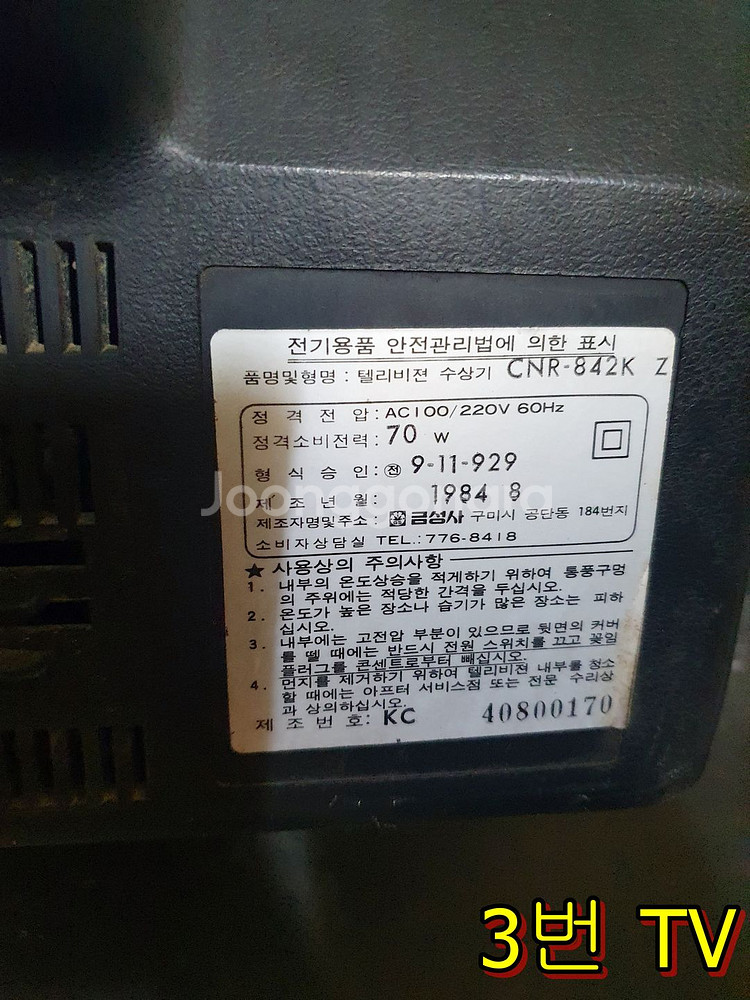 전기용품 안전관리법에 의한 표시
품명및형명 : 텔리비젼 수상기 CNR-842K Z
정 격 전 압 : AC100/220V 60Hz
정격소비전력 : 70 W
형 식 승 인 : 전 9-11-929
제 조 년 월 : 1984 8
제조자명및주소 : 금성사 구미시 공단동 184번지
소비자상담실 TEL.: 776-8418
★ 사용상의 주의사항
1. 내부의 온도상승을 적게하기 위하여 통풍구멍
의 주위에는 적당한 간격을 두십시오.
2. 온도가 높은 장소나 습기가 많은 장소는 피하
십시오.
3. 내부에는 고전압 부분이 있으므로 뒷면의 커버
를 뗄 때에는 반드시 전원 스위치를 끄고 꽂임
플러그를 콘센트로부터 빼십시오
4. 먼지를 제거하기 위하여 텔리비젼 내부를 청소
할 때에는 아프터 서비스점 또는 전문 수리상
과 상의하십시오.
제 조 번 호 : KC 40800170
Joonggonara
3번 TV